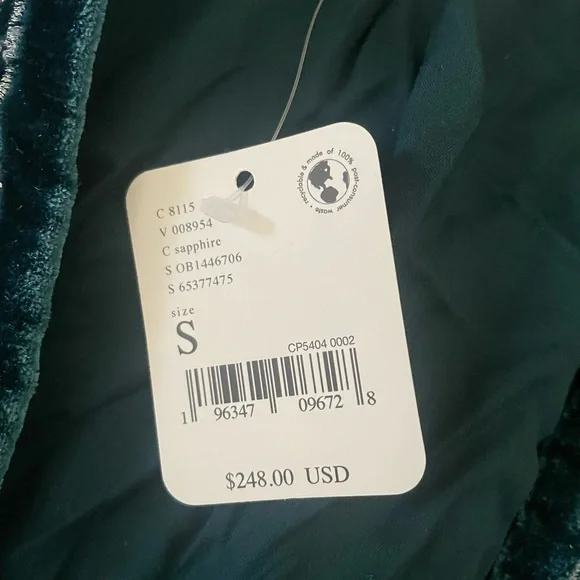 recyclable & made of 100% post-consumer waste •
C 8115
V 008954
C sapphire
S OB1446706
S 65377475
size
S
CP5404 0002
1 96347 09672 8
$248.00 USD